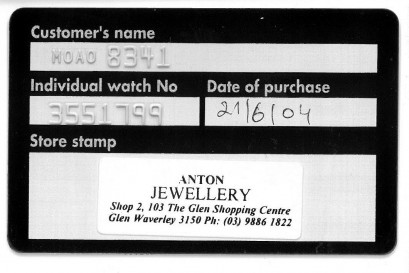 Customer's name
MOAO 8341
Individual watch No Date of purchase
3551799 21/6/04
Store stamp
ANTON
JEWELLERY
Shop 2, 103 The Glen Shopping Centre
Glen Waverley 3150 Ph: (03) 9886 1822